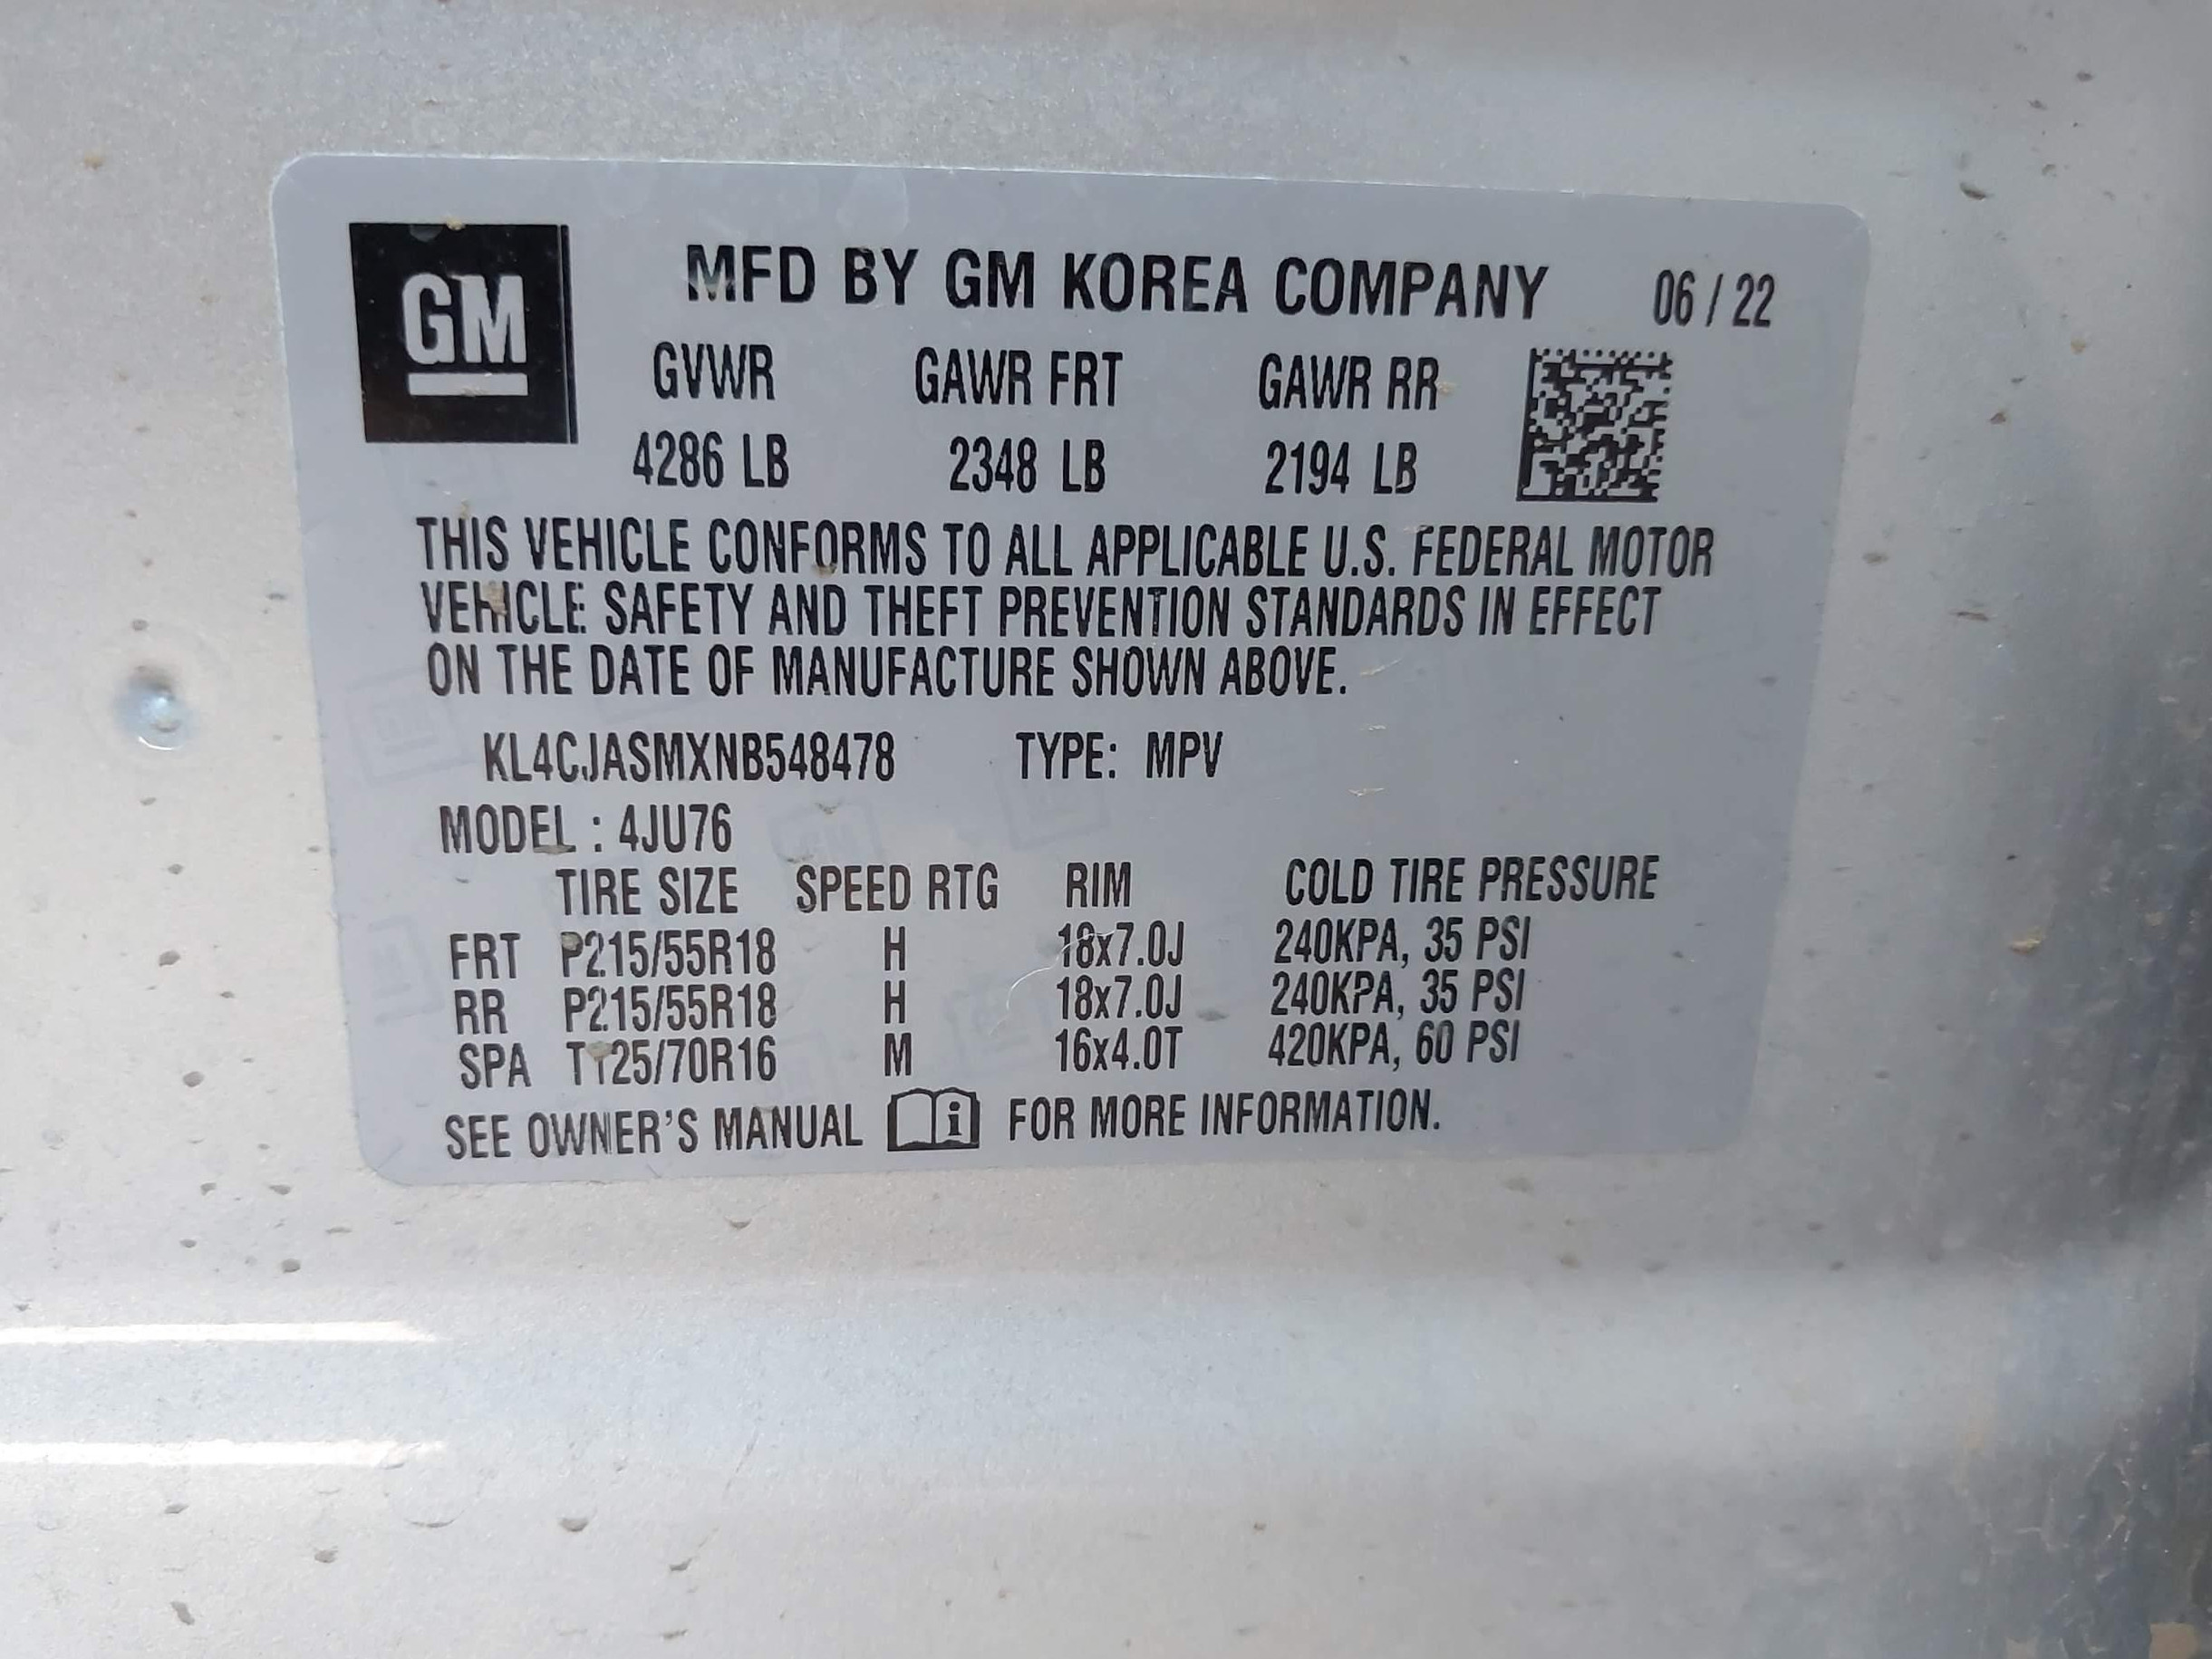 GM
MFD BY GM KOREA COMPANY 06 / 22
GVWR GAWR FRT GAWR RR
4286 LB 2348 LB 2194 LB
THIS VEHICLE CONFORMS TO ALL APPLICABLE U.S. FEDERAL MOTOR
VEHICLE SAFETY AND THEFT PREVENTION STANDARDS IN EFFECT
ON THE DATE OF MANUFACTURE SHOWN ABOVE.
KL4CJASMXNB548478 TYPE: MPV
MODEL : 4JU76
TIRE SIZE SPEED RTG RIM COLD TIRE PRESSURE
FRT P215/55R18 H 18x7.0J 240KPA, 35 PSI
RR P215/55R18 H 18x7.0J 240KPA, 35 PSI
SPA T125/70R16 M 16x4.0T 420KPA, 60 PSI
SEE OWNER'S MANUAL i FOR MORE INFORMATION.